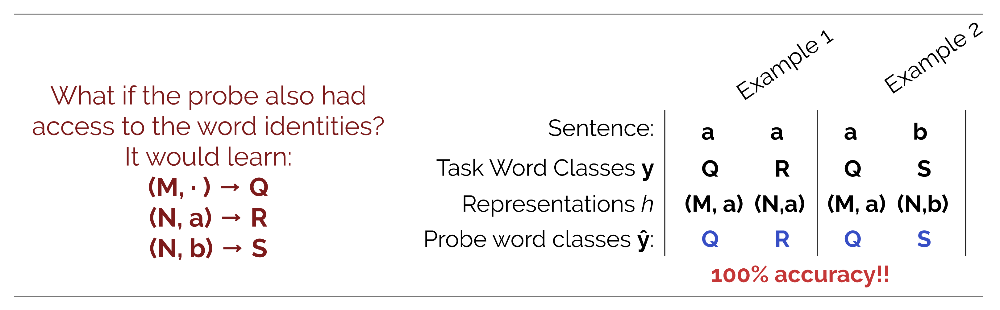 What if the probe also had
access to the word identities?
It would learn:
(M, · ) → Q
(N, a) → R
(N, b) → S
Example 1 Example 2
Sentence: a a a b
Task Word Classes y Q R Q S
Representations h (M, a) (N,a) (M, a) (N,b)
Probe word classes ŷ: Q R Q S
100% accuracy!!